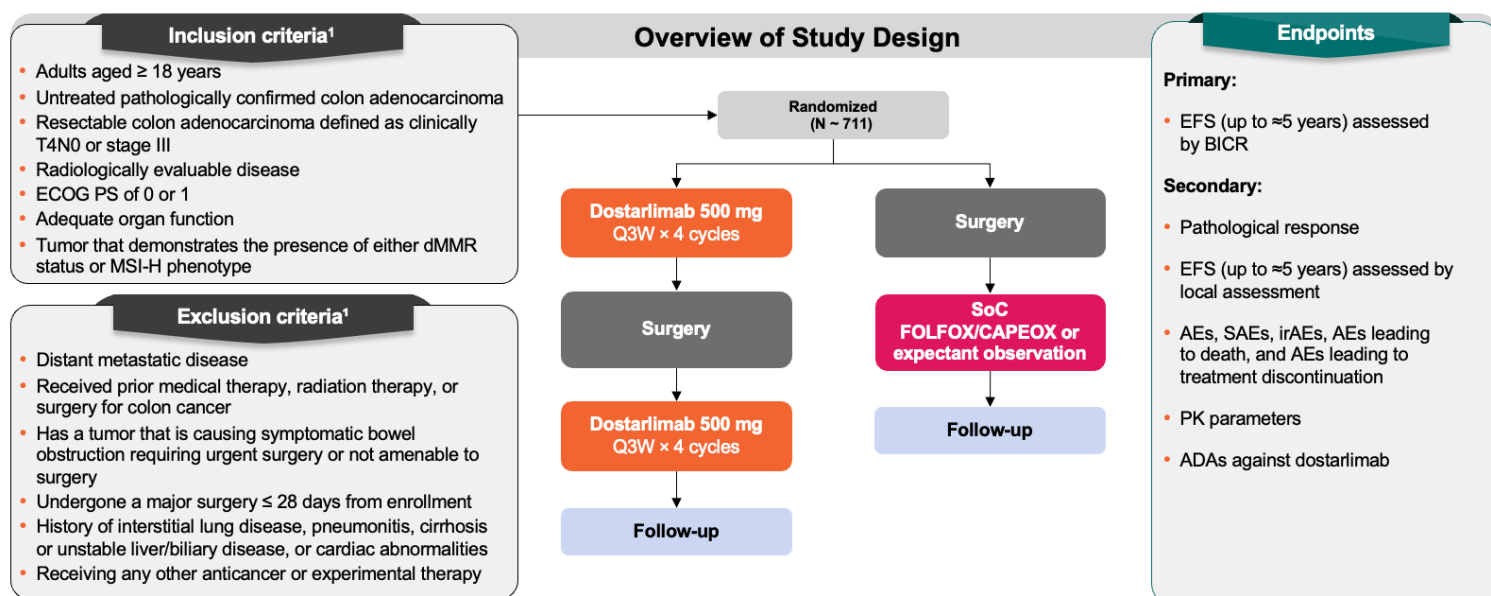 Overview of Study Design
Inclusion criteria¹
• Adults aged ≥ 18 years
• Untreated pathologically confirmed colon adenocarcinoma
• Resectable colon adenocarcinoma defined as clinically
T4N0 or stage III
• Radiologically evaluable disease
• ECOG PS of 0 or 1
• Adequate organ function
• Tumor that demonstrates the presence of either dMMR
status or MSI-H phenotype
Exclusion criteria¹
• Distant metastatic disease
• Received prior medical therapy, radiation therapy, or
surgery for colon cancer
• Has a tumor that is causing symptomatic bowel
obstruction requiring urgent surgery or not amenable to
surgery
• Undergone a major surgery ≤ 28 days from enrollment
• History of interstitial lung disease, pneumonitis, cirrhosis
or unstable liver/biliary disease, or cardiac abnormalities
• Receiving any other anticancer or experimental therapy
Randomized
(N ~ 711)
Dostarlimab 500 mg
Q3W × 4 cycles
Surgery
Dostarlimab 500 mg
Q3W × 4 cycles
Follow-up
Surgery
SoC
FOLFOX/CAPEOX or
expectant observation
Follow-up
Endpoints
Primary:
• EFS (up to ≈5 years) assessed
by BICR
Secondary:
• Pathological response
• EFS (up to ≈5 years) assessed by
local assessment
• AEs, SAEs, irAEs, AEs leading
to death, and AEs leading to
treatment discontinuation
• PK parameters
• ADAs against dostarlimab